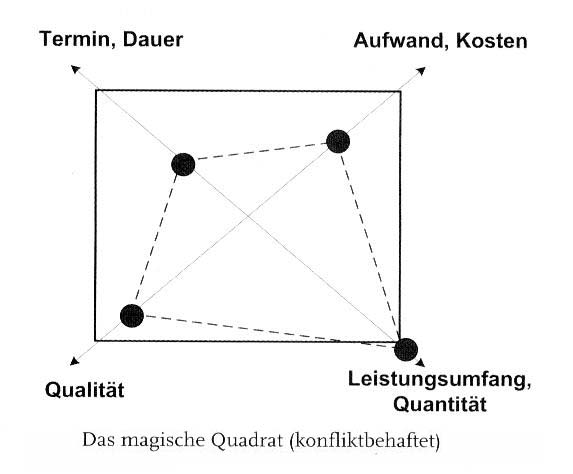 Termin, Dauer
Aufwand, Kosten
Qualität
Leistungsumfang,
Quantität
Das magische Quadrat (konfliktbehaftet)